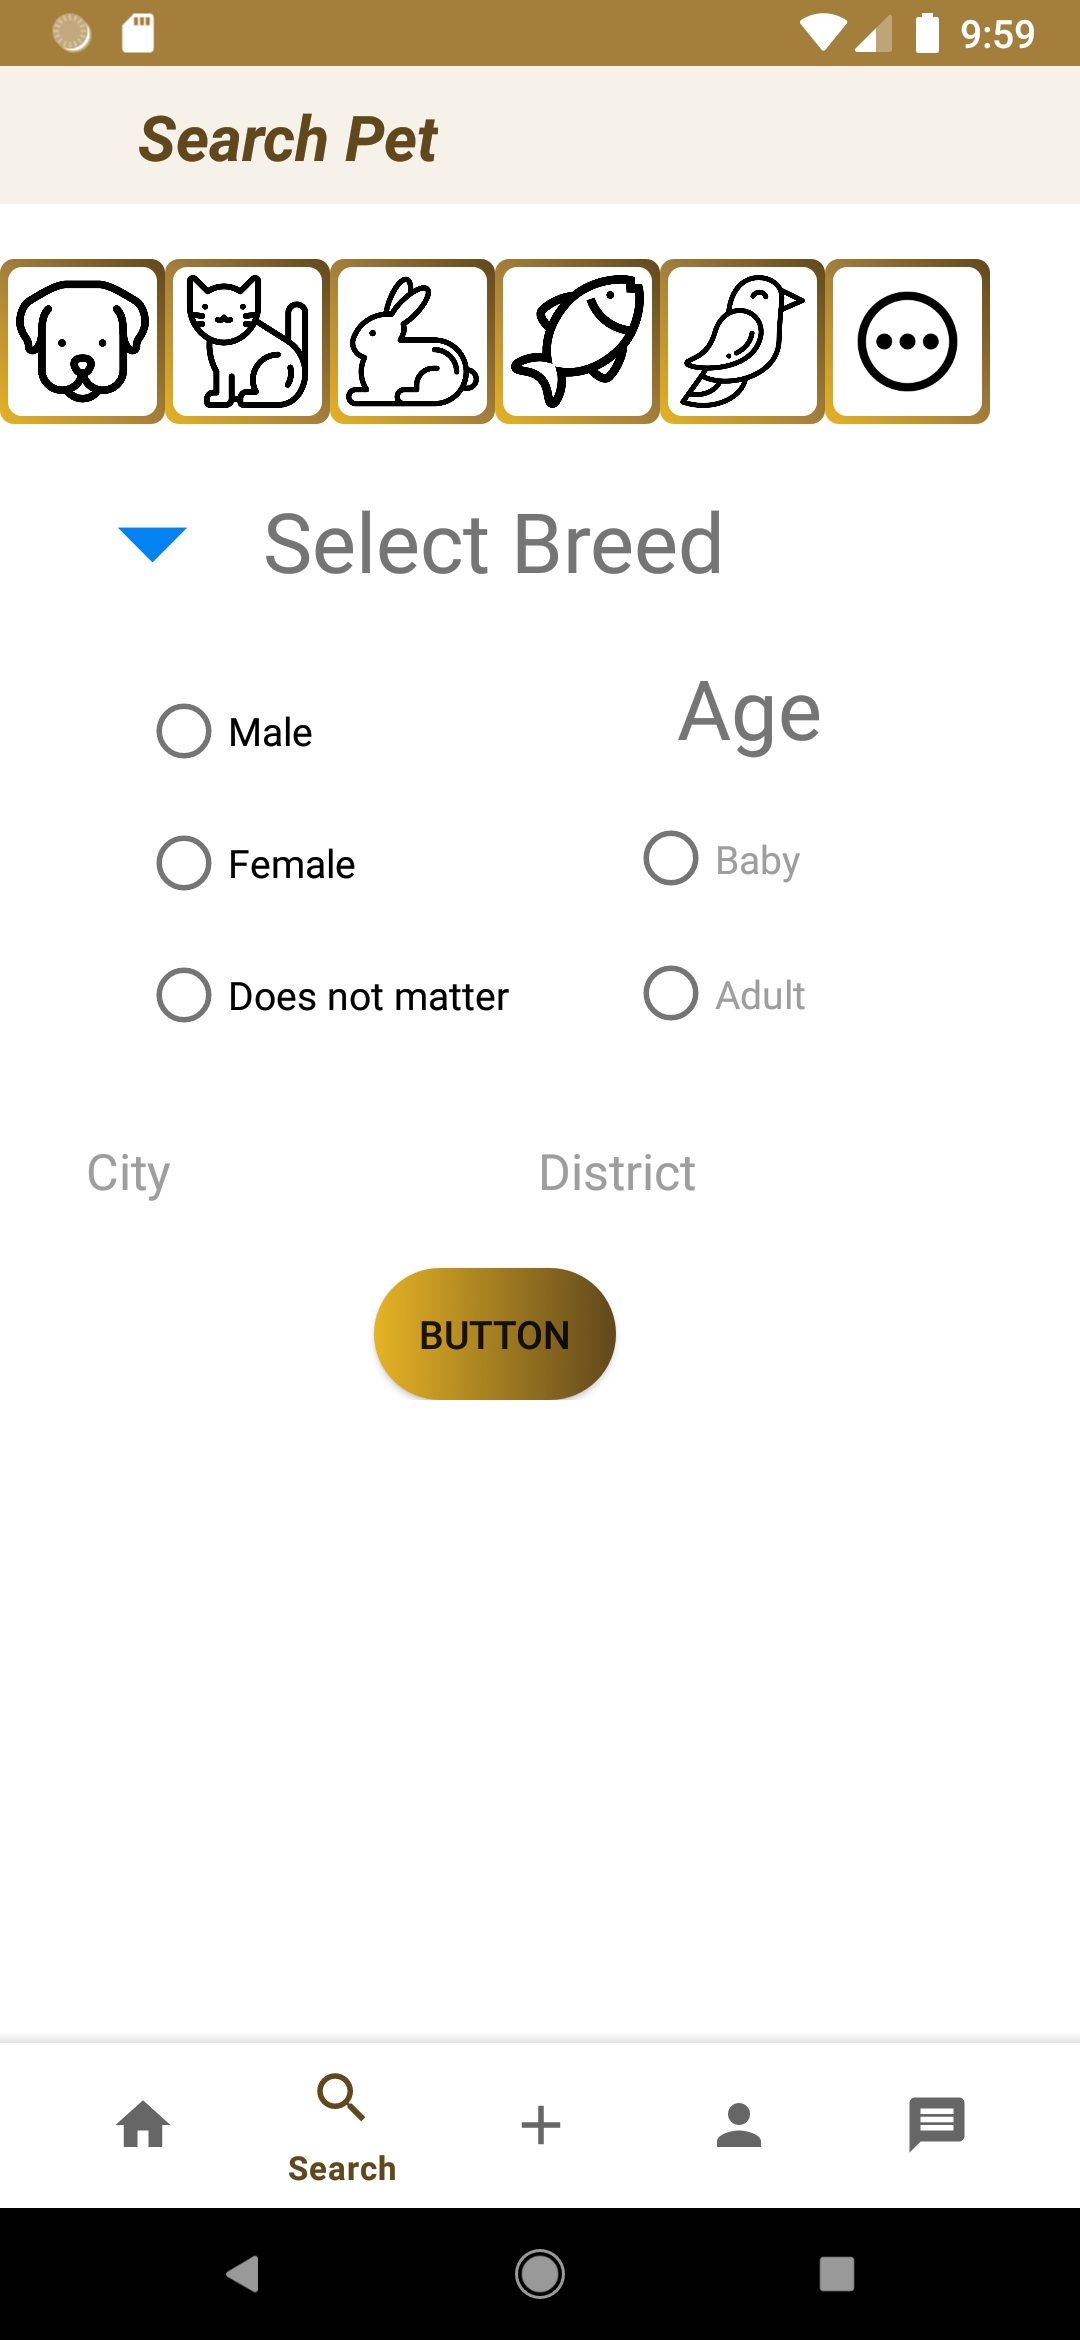 9:59
Search Pet
Select Breed
Male
Age
Female
Baby
Does not matter
Adult
City
District
BUTTON
Search